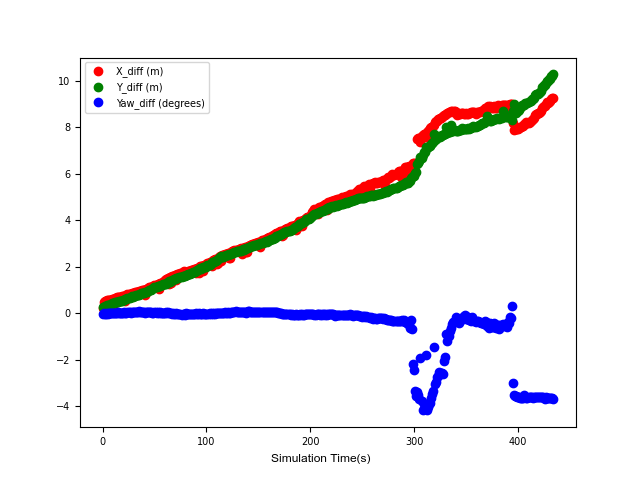 X_diff (m)
Y_diff (m)
Yaw_diff (degrees)
10
8
6
4
2
0
−2
−4
0 100 200 300 400
Simulation Time(s)